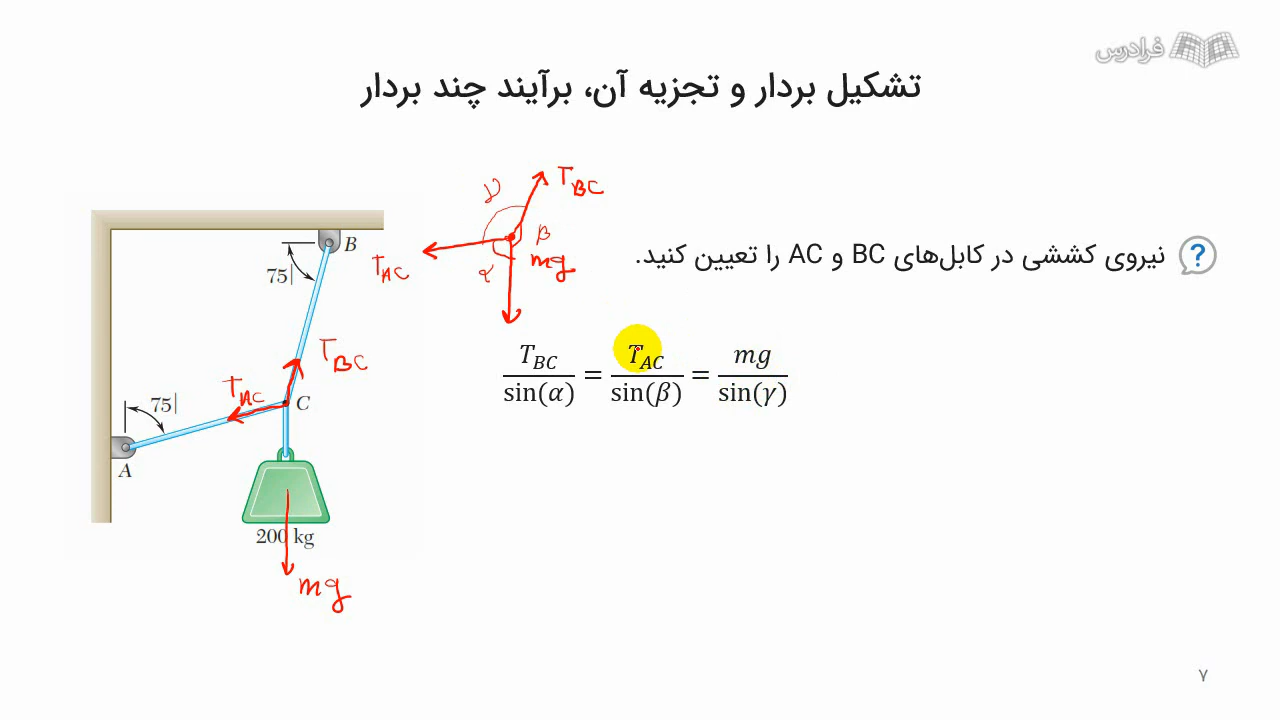 فرادرس
تشکیل بردار و تجزیه آن، برآیند چند بردار
نیروی کششی در کابل‌های BC و AC را تعیین کنید.
?
T_BC
γ
β
T_AC
mg
α
T_BC/sin(α) = T_AC/sin(β) = mg/sin(γ)
B
75|
T_BC
T_AC
C
75|
A
200 kg
mg
۷